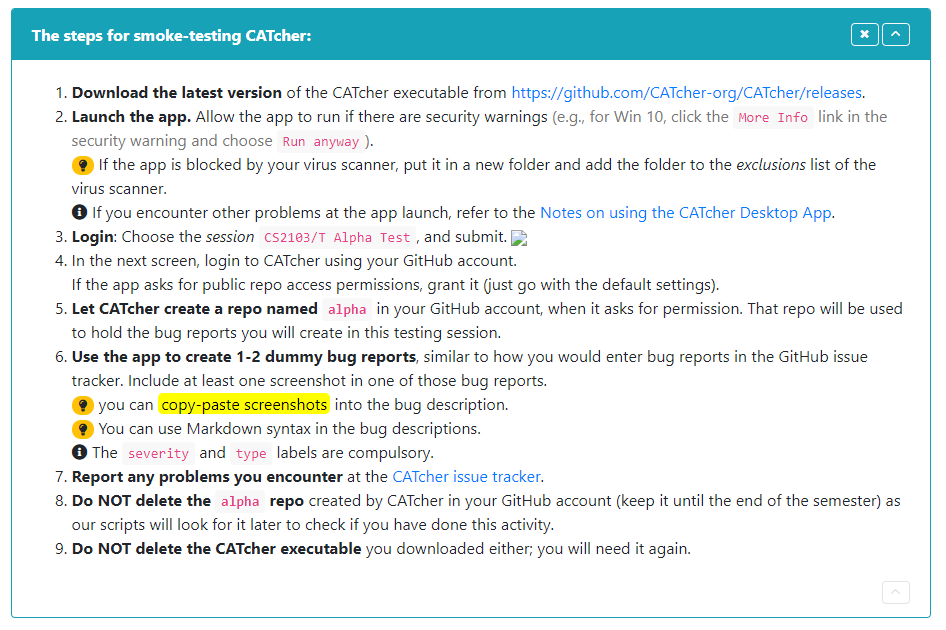 The steps for smoke-testing CATcher:
1. Download the latest version of the CATcher executable from https://github.com/CATcher-org/CATcher/releases.
2. Launch the app. Allow the app to run if there are security warnings (e.g., for Win 10, click the More Info link in the
security warning and choose Run anyway ).
If the app is blocked by your virus scanner, put it in a new folder and add the folder to the exclusions list of the
virus scanner.
If you encounter other problems at the app launch, refer to the Notes on using the CATcher Desktop App.
3. Login: Choose the session CS2103/T Alpha Test , and submit.
4. In the next screen, login to CATcher using your GitHub account.
If the app asks for public repo access permissions, grant it (just go with the default settings).
5. Let CATcher create a repo named alpha in your GitHub account, when it asks for permission. That repo will be used
to hold the bug reports you will create in this testing session.
6. Use the app to create 1-2 dummy bug reports, similar to how you would enter bug reports in the GitHub issue
tracker. Include at least one screenshot in one of those bug reports.
you can copy-paste screenshots into the bug description.
You can use Markdown syntax in the bug descriptions.
The severity and type labels are compulsory.
7. Report any problems you encounter at the CATcher issue tracker.
8. Do NOT delete the alpha repo created by CATcher in your GitHub account (keep it until the end of the semester) as
our scripts will look for it later to check if you have done this activity.
9. Do NOT delete the CATcher executable you downloaded either; you will need it again.